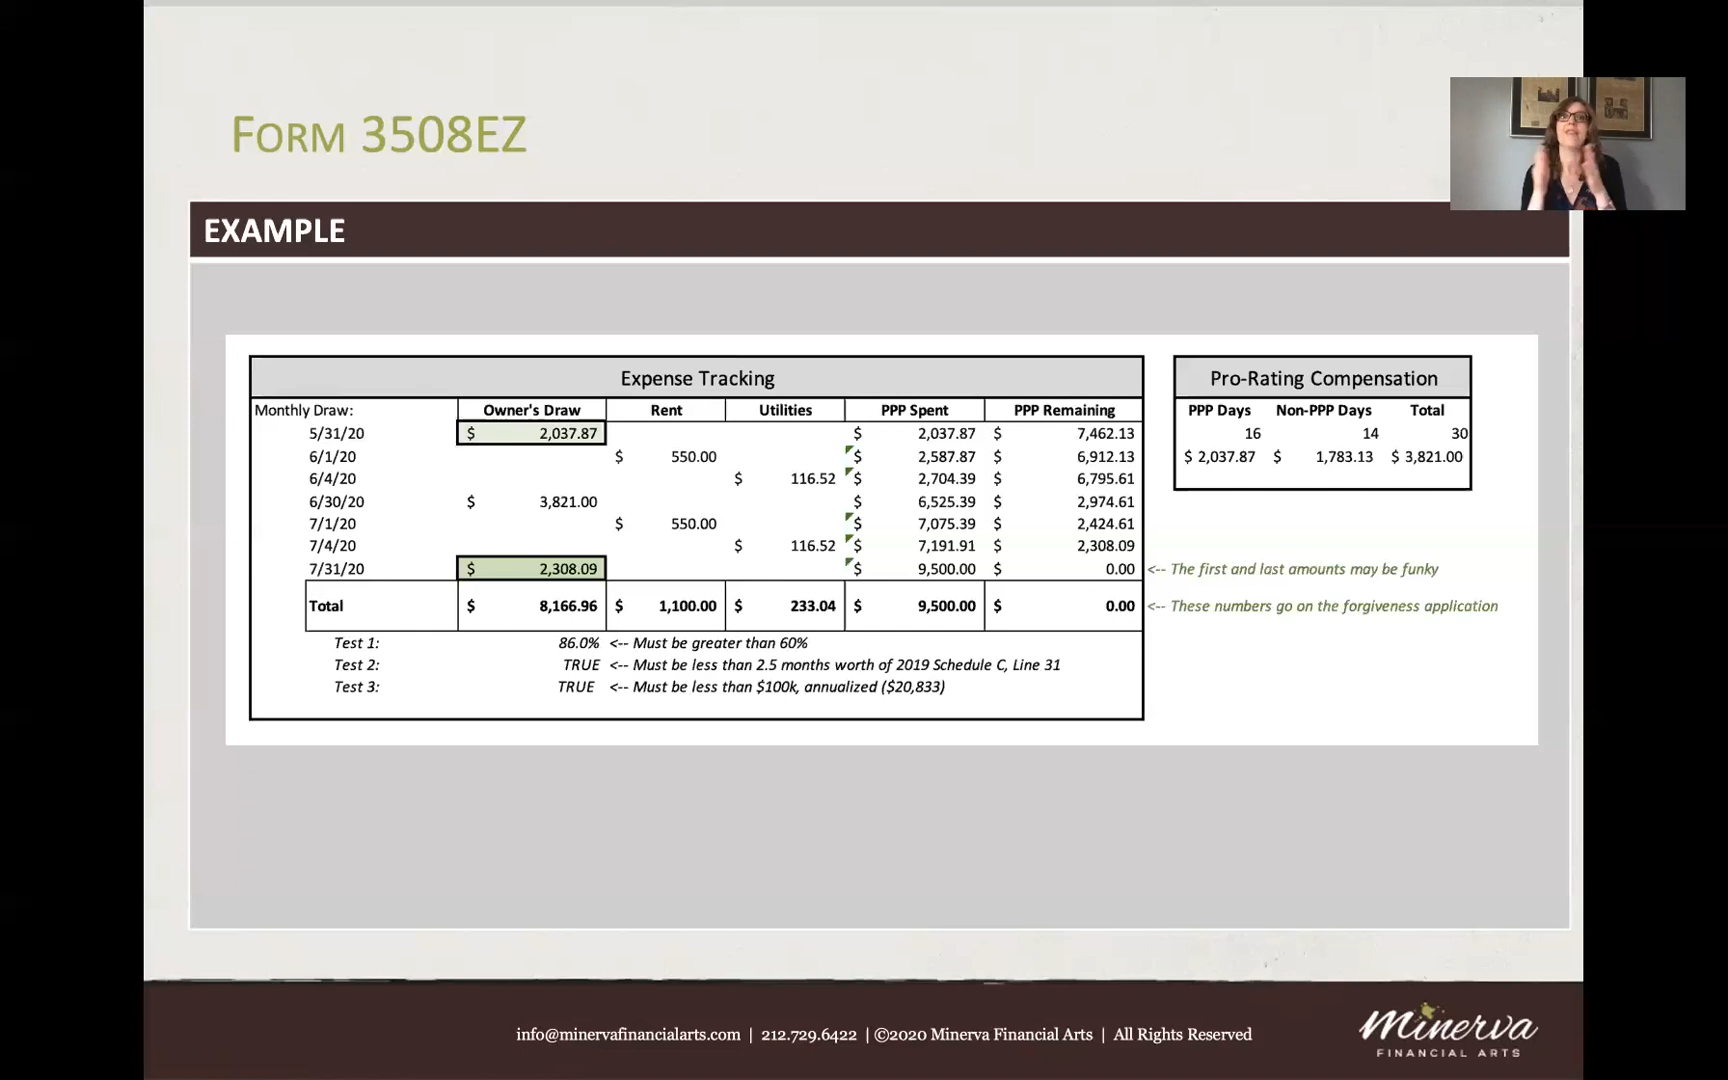 FORM 3508EZ
EXAMPLE
Expense Tracking
Monthly Draw: Owner's Draw Rent Utilities PPP Spent PPP Remaining
5/31/20 $ 2,037.87 $ 2,037.87 $ 7,462.13
6/1/20 $ 550.00 $ 2,587.87 $ 6,912.13
6/4/20 $ 116.52 $ 2,704.39 $ 6,795.61
6/30/20 $ 3,821.00 $ 6,525.39 $ 2,974.61
7/1/20 $ 550.00 $ 7,075.39 $ 2,424.61
7/4/20 $ 116.52 $ 7,191.91 $ 2,308.09
7/31/20 $ 2,308.09 $ 9,500.00 $ 0.00 <-- The first and last amounts may be funky
Total $ 8,166.96 $ 1,100.00 $ 233.04 $ 9,500.00 $ 0.00 <-- These numbers go on the forgiveness application
Test 1: 86.0% <-- Must be greater than 60%
Test 2: TRUE <-- Must be less than 2.5 months worth of 2019 Schedule C, Line 31
Test 3: TRUE <-- Must be less than $100k, annualized ($20,833)
Pro-Rating Compensation
PPP Days Non-PPP Days Total
16 14 30
$ 2,037.87 $ 1,783.13 $ 3,821.00
info@minervafinancialarts.com | 212.729.6422 | ©2020 Minerva Financial Arts | All Rights Reserved
Minerva
FINANCIAL ARTS